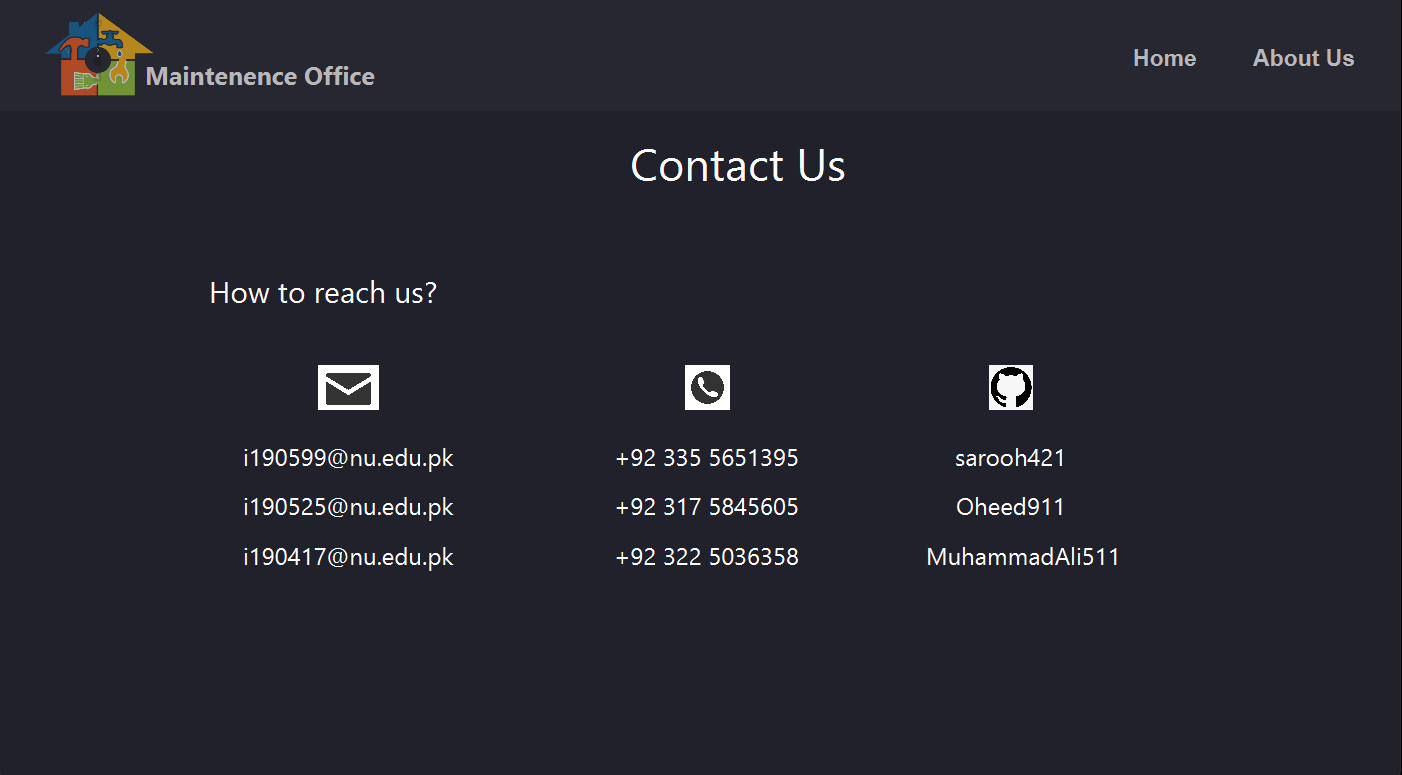 Maintenence Office
Home
About Us
Contact Us
How to reach us?
i190599@nu.edu.pk
+92 335 5651395
sarooh421
i190525@nu.edu.pk
+92 317 5845605
Oheed911
i190417@nu.edu.pk
+92 322 5036358
MuhammadAli511